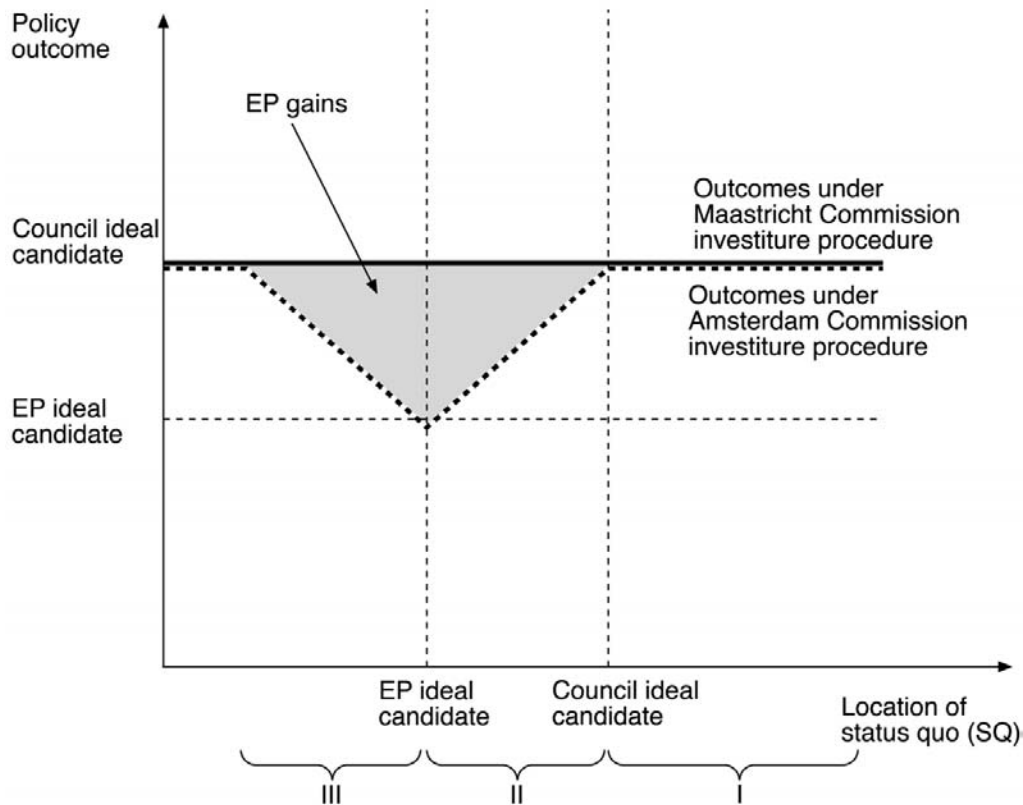 Policy
outcome
EP gains
Outcomes under
Maastricht Commission
investiture procedure
Council ideal
candidate
Outcomes under
Amsterdam Commission
investiture procedure
EP ideal
candidate
EP ideal
candidate
Council ideal
candidate
Location of
status quo (SQ)
III
II
I